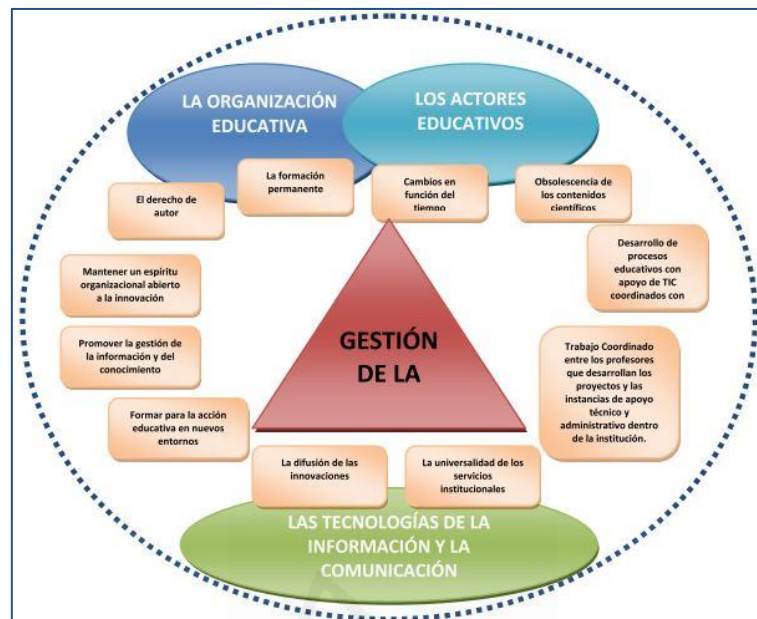 LA ORGANIZACIÓN
EDUCATIVA
LOS ACTORES
EDUCATIVOS
La formación
permanente
Cambios en
función del
tiempo
Obsolescencia de
los contenidos
científicos
El derecho de
autor
Desarrollo de
procesos
educativos con
apoyo de TIC
coordinados con
Mantener un espíritu
organizacional abierto
a la innovación
Promover la gestión de
la información y del
conocimiento
GESTIÓN
DE LA
Trabajo Coordinado
entre los profesores
que desarrollan los
proyectos y las
instancias de apoyo
técnico y
administrativo dentro
de la institución.
Formar para la acción
educativa en nuevos
entornos
La difusión de las
innovaciones
La universalidad de los
servicios
institucionales
LAS TECNOLOGÍAS DE LA
INFORMACIÓN Y LA
COMUNICACIÓN